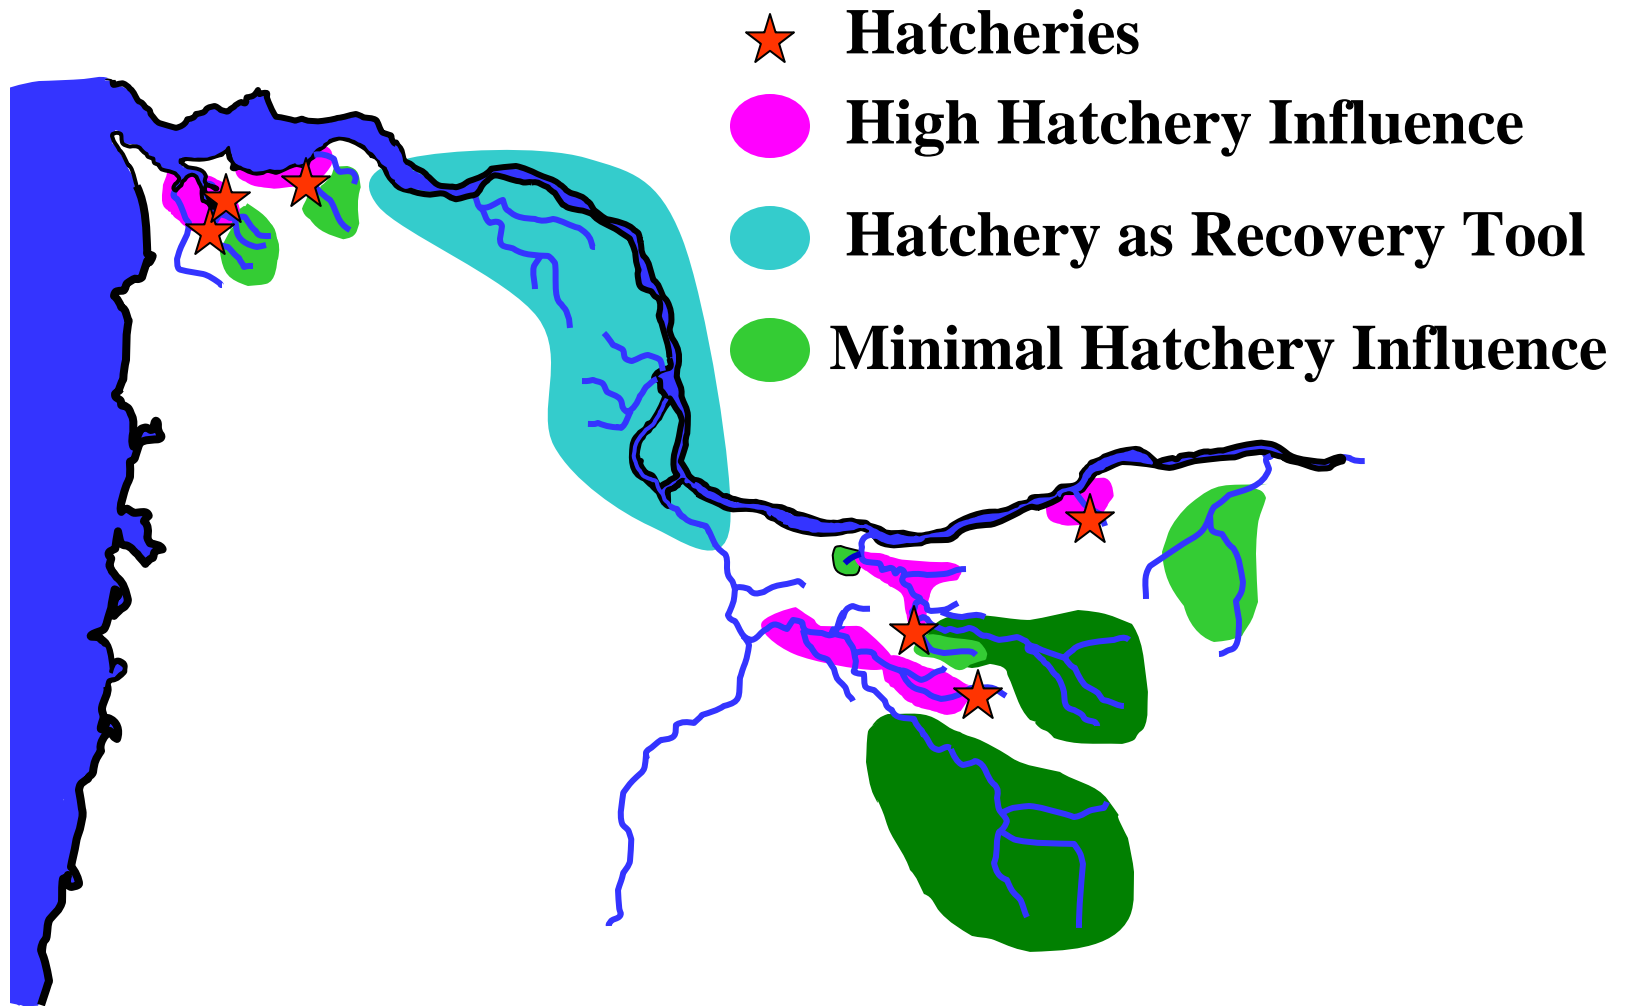 Hatcheries
High Hatchery Influence
Hatchery as Recovery Tool
Minimal Hatchery Influence